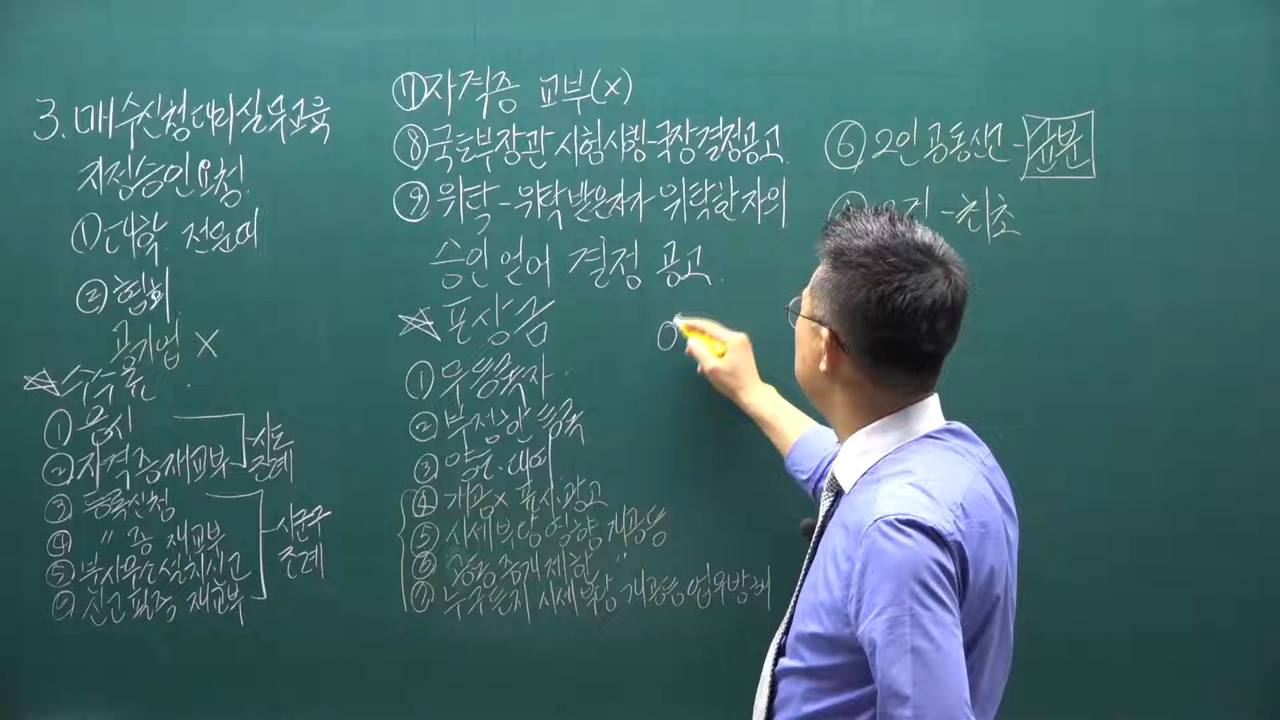 3. 매수신청대리실무교육
지정승인요청.
① 대학 전문대
② 협회
공기업 ×
☆수수료
① 응시
② 자격증재교부
시·도
조례
③ 등록신청
④ 〃 증 재교부
⑤ 분사무소설치신고
⑥ 신고필증 재교부
시군구
조례
⑦ 자격증 교부(×)
⑧ 국토부장관 시험시행-국장결정공고.
⑨ 위탁-위탁받은자가 위탁한자의
승인얻어 결정 공고.
☆포상금
① 무등록자.
② 부정한 등록
③ 양도·대여
④ 개공× 표시.광고
⑤ 시세부당영향 개공등
⑥ 공동중개제한 〃
⑦ 누구든지 시세부당 개공등업무방해
⑥ 2인 공동신고-균분
-최초